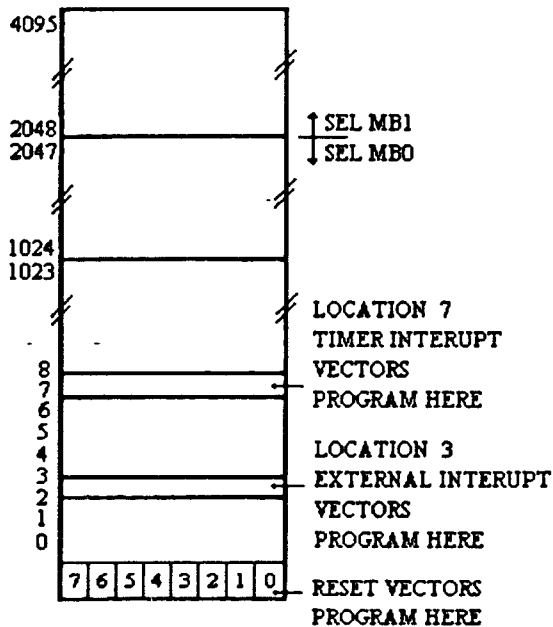 4095
2048
2047
SEL MB1
SEL MB0
1024
1023
LOCATION 7
TIMER INTERUPT
VECTORS
PROGRAM HERE
8
7
6
5
4
3
2
1
0
LOCATION 3
EXTERNAL INTERUPT
VECTORS
PROGRAM HERE
7 6 5 4 3 2 1 0
RESET VECTORS
PROGRAM HERE